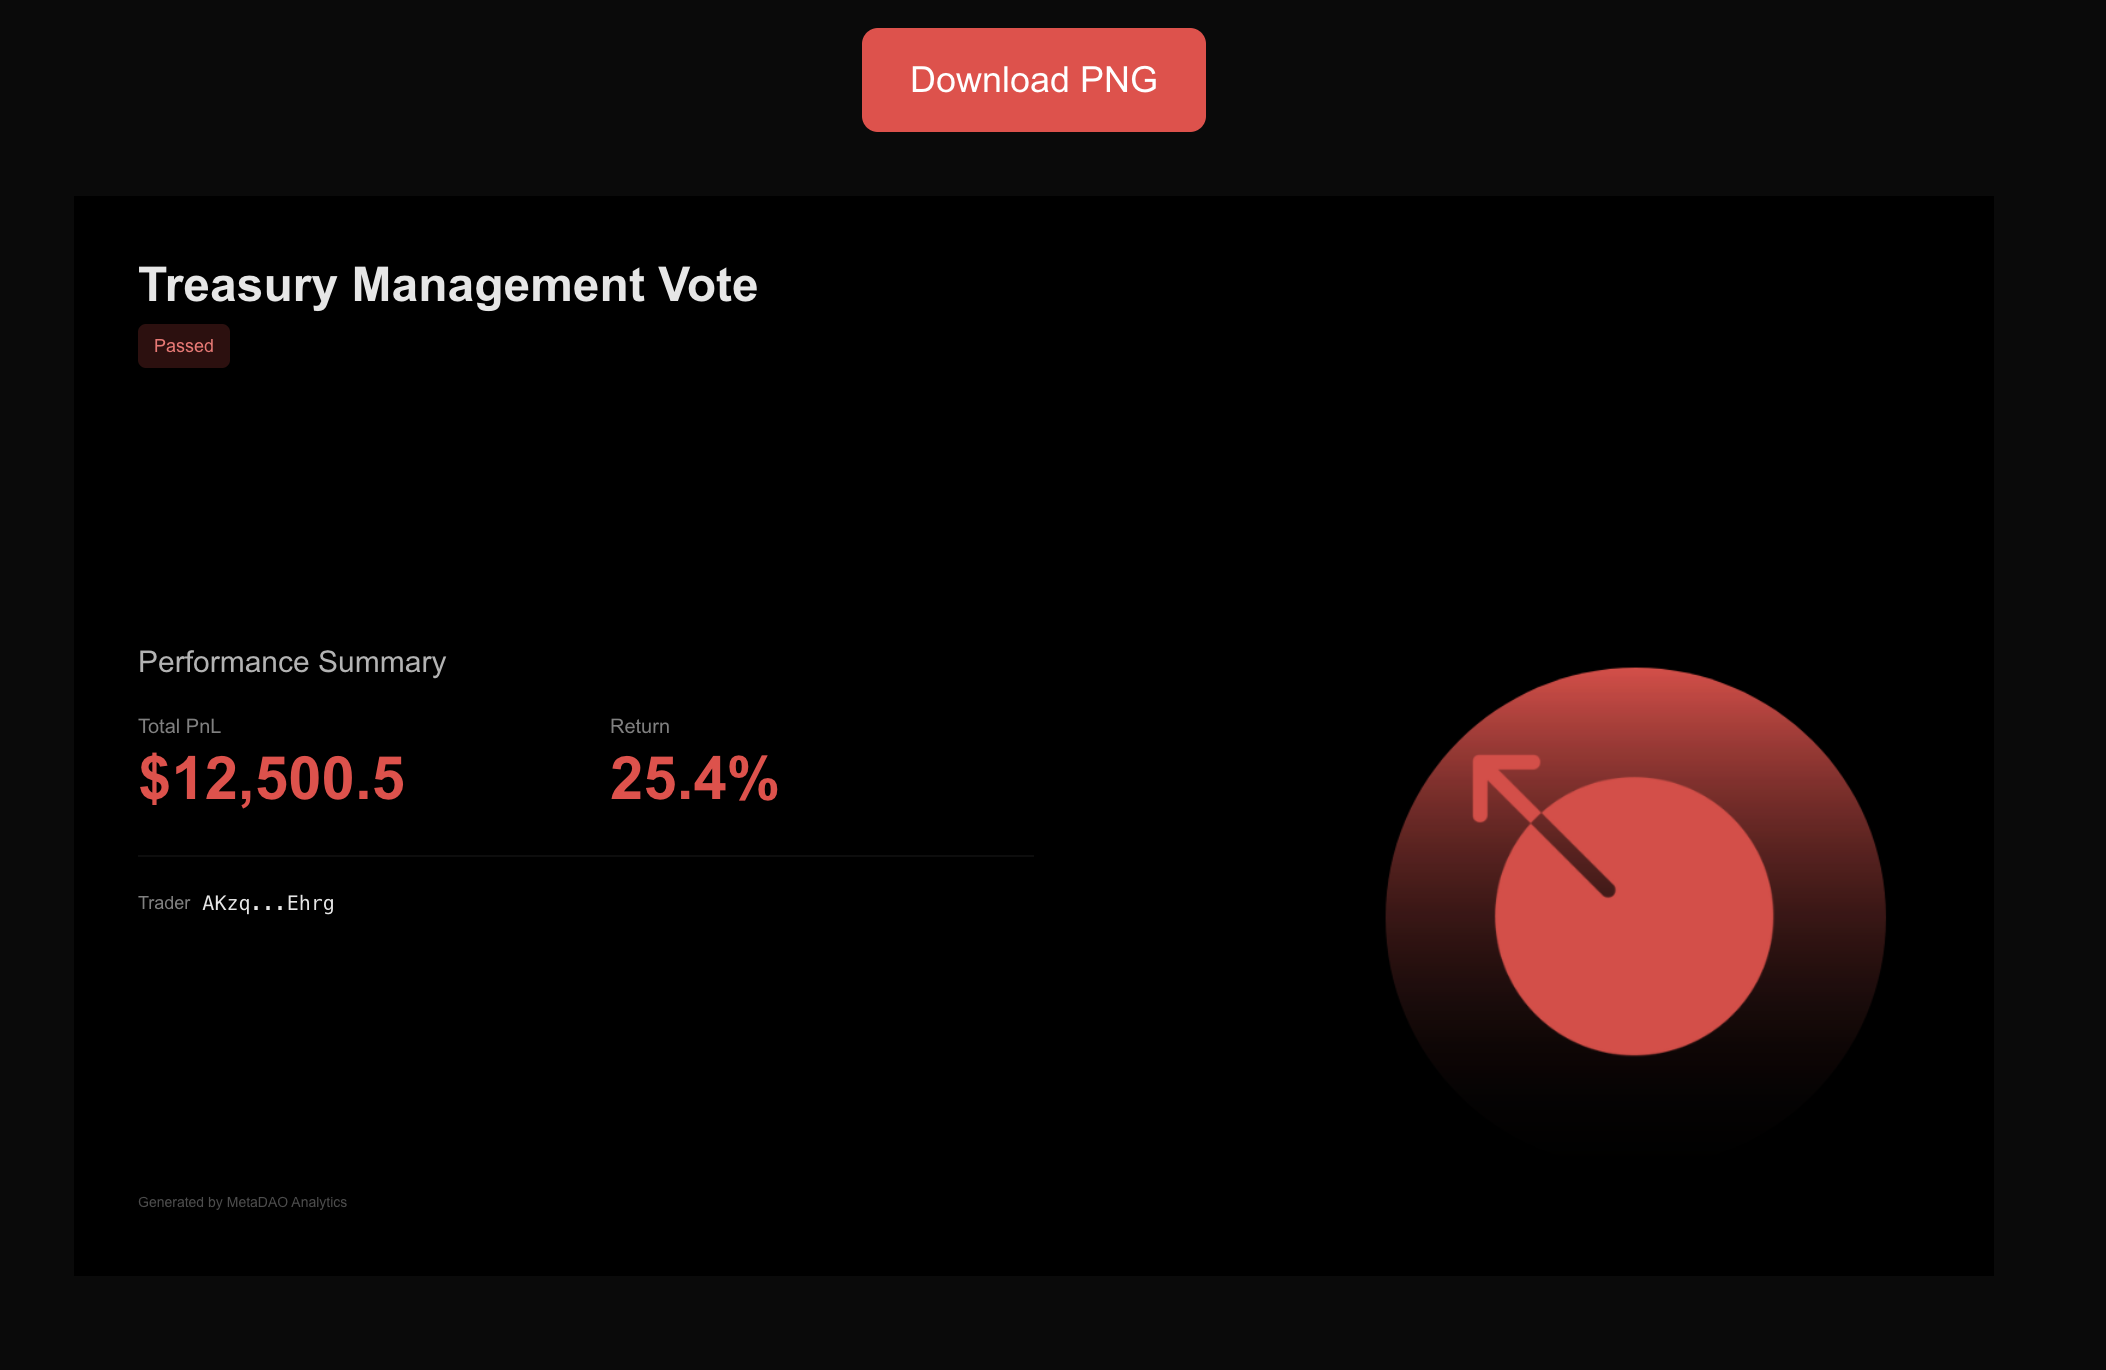 Download PNG
Treasury Management Vote
Passed
Performance Summary
Total PnL
$12,500.5
Return
25.4%
Trader AKzq...Ehrg
Generated by MetaDAO Analytics